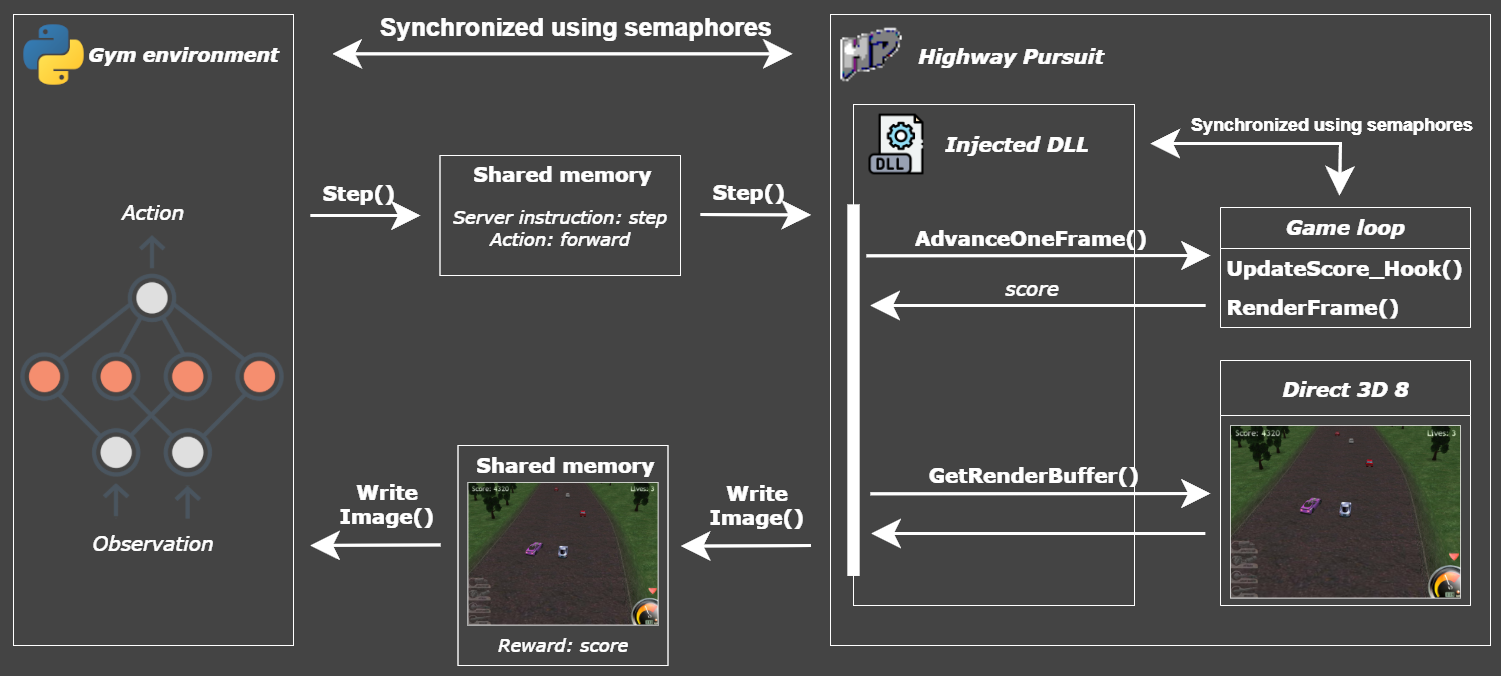 Synchronized using semaphores
Gym environment
Action
Observation
Step()
Shared memory
Server instruction: step
Action: forward
Step()
Write
Image()
Shared memory
Score: 4320
Lives: 3
Reward: score
Write
Image()
HP
Highway Pursuit
DLL
Injected DLL
Synchronized using semaphores
AdvanceOneFrame()
score
Game loop
UpdateScore_Hook()
RenderFrame()
GetRenderBuffer()
Direct 3D 8
Score: 4320
Lives: 3